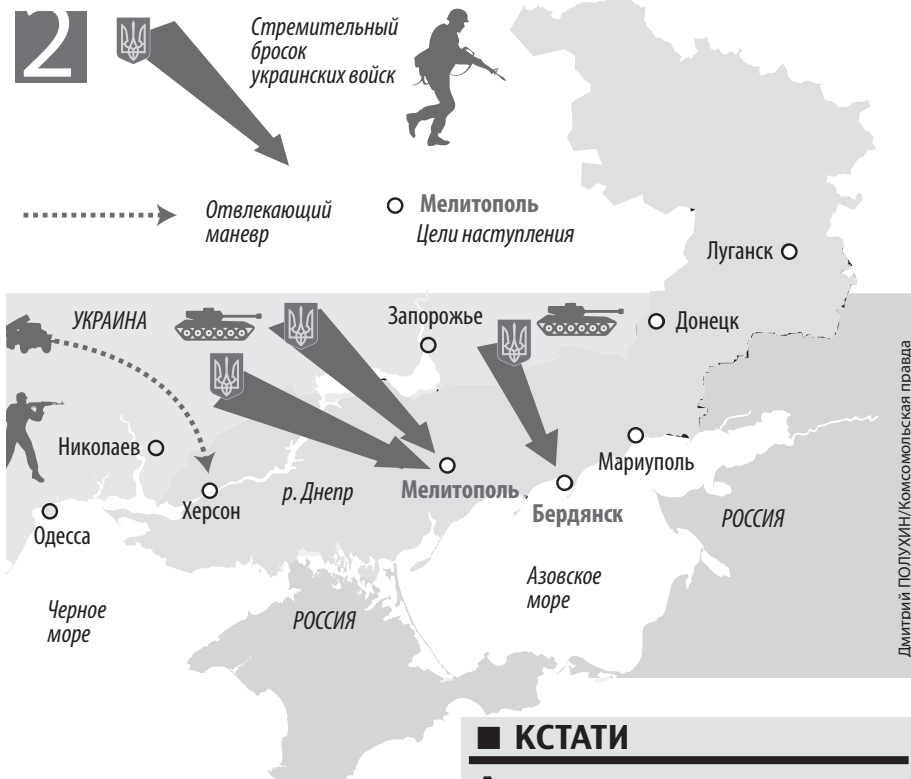 2
Стремительный
бросок
украинских войск
Отвлекающий
маневр
Мелитополь
Цели наступления
Луганск
УКРАИНА
Запорожье
Донецк
Николаев
Мариуполь
р. Днепр
Мелитополь
Херсон
Бердянск
РОССИЯ
Одесса
Азовское
море
Черное
море
РОССИЯ
Дмитрий ПОЛУХИН/Комсомольская правда
■ КСТАТИ